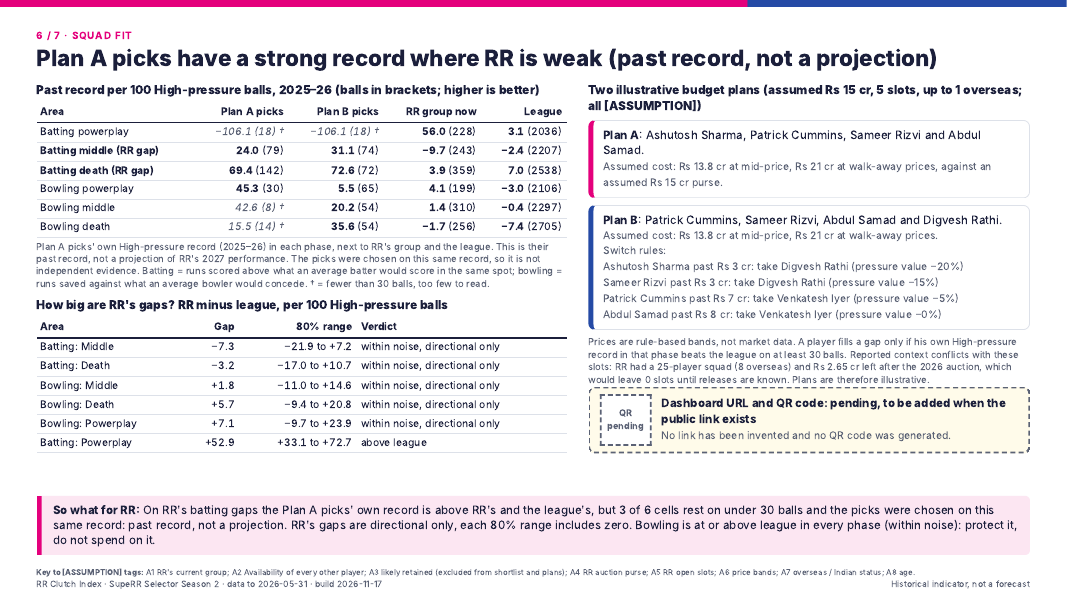 6 / 7 · SQUAD FIT
Plan A picks have a strong record where RR is weak (past record, not a projection)
Past record per 100 High-pressure balls, 2025–26 (balls in brackets; higher is better)
Area Plan A picks Plan B picks RR group now League
Batting powerplay −106.1 (18) † −106.1 (18) † 56.0 (228) 3.1 (2036)
Batting middle (RR gap) 24.0 (79) 31.1 (74) −9.7 (243) −2.4 (2207)
Batting death (RR gap) 69.4 (142) 72.6 (72) 3.9 (359) 7.0 (2538)
Bowling powerplay 45.3 (30) 5.5 (65) 4.1 (199) −3.0 (2106)
Bowling middle 42.6 (8) † 20.2 (54) 1.4 (310) −0.4 (2297)
Bowling death 15.5 (14) † 35.6 (54) −1.7 (256) −7.4 (2705)
Plan A picks' own High-pressure record (2025–26) in each phase, next to RR's group and the league. This is their
past record, not a projection of RR's 2027 performance. The picks were chosen on this same record, so it is not
independent evidence. Batting = runs scored above what an average batter would score in the same spot; bowling =
runs saved against what an average bowler would concede. † = fewer than 30 balls, too few to read.
How big are RR's gaps? RR minus league, per 100 High-pressure balls
Area Gap 80% range Verdict
Batting: Middle −7.3 −21.9 to +7.2 within noise, directional only
Batting: Death −3.2 −17.0 to +10.7 within noise, directional only
Bowling: Middle +1.8 −11.0 to +14.6 within noise, directional only
Bowling: Death +5.7 −9.4 to +20.8 within noise, directional only
Bowling: Powerplay +7.1 −9.7 to +23.9 within noise, directional only
Batting: Powerplay +52.9 +33.1 to +72.7 above league
Two illustrative budget plans (assumed Rs 15 cr, 5 slots, up to 1 overseas;
all [ASSUMPTION])
Plan A: Ashutosh Sharma, Patrick Cummins, Sameer Rizvi and Abdul
Samad.
Assumed cost: Rs 13.8 cr at mid-price, Rs 21 cr at walk-away prices, against an
assumed Rs 15 cr purse.
Plan B: Patrick Cummins, Sameer Rizvi, Abdul Samad and Digvesh Rathi.
Assumed cost: Rs 13.8 cr at mid-price, Rs 21 cr at walk-away prices.
Switch rules:
Ashutosh Sharma past Rs 3 cr: take Digvesh Rathi (pressure value −20%)
Sameer Rizvi past Rs 3 cr: take Digvesh Rathi (pressure value −15%)
Patrick Cummins past Rs 7 cr: take Venkatesh Iyer (pressure value −5%)
Abdul Samad past Rs 8 cr: take Venkatesh Iyer (pressure value −0%)
Prices are rule-based bands, not market data. A player fills a gap only if his own High-pressure
record in that phase beats the league on at least 30 balls. Reported context conflicts with these
slots: RR had a 25-player squad (8 overseas) and Rs 2.65 cr left after the 2026 auction, which
would leave 0 slots until releases are known. Plans are therefore illustrative.
QR
pending
Dashboard URL and QR code: pending, to be added when the
public link exists
No link has been invented and no QR code was generated.
So what for RR: On RR's batting gaps the Plan A picks' own record is above RR's and the league's, but 3 of 6 cells rest on under 30 balls and the picks were chosen on this
same record: past record, not a projection. RR's gaps are directional only, each 80% range includes zero. Bowling is at or above league in every phase (within noise): protect it,
do not spend on it.
Key to [ASSUMPTION] tags: A1 RR's current group; A2 Availability of every other player; A3 likely retained (excluded from shortlist and plans); A4 RR auction purse; A5 RR open slots; A6 price bands; A7 overseas / Indian status; A8 age.
RR Clutch Index · SupeRR Selector Season 2 · data to 2026-05-31 · build 2026-11-17
Historical indicator, not a forecast